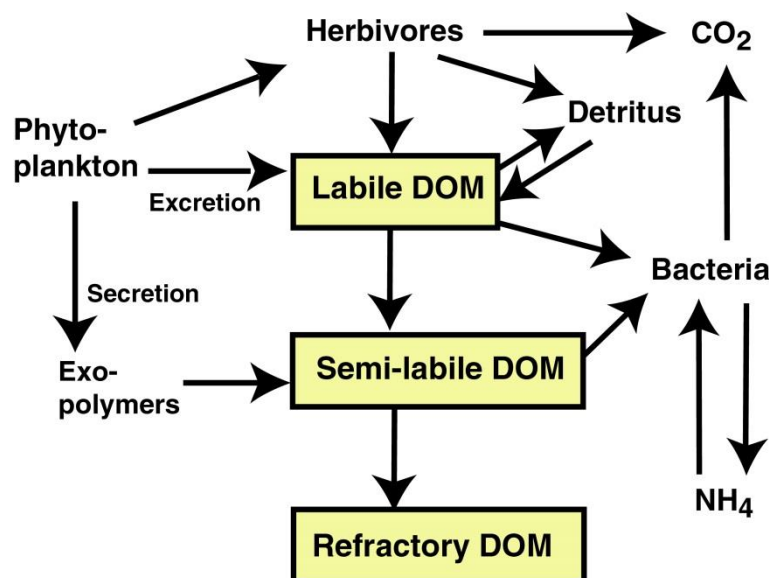 Herbivores
CO2
Detritus
Phyto-
plankton
Labile DOM
Excretion
Bacteria
Secretion
Semi-labile DOM
Exo-
polymers
NH4
Refractory DOM